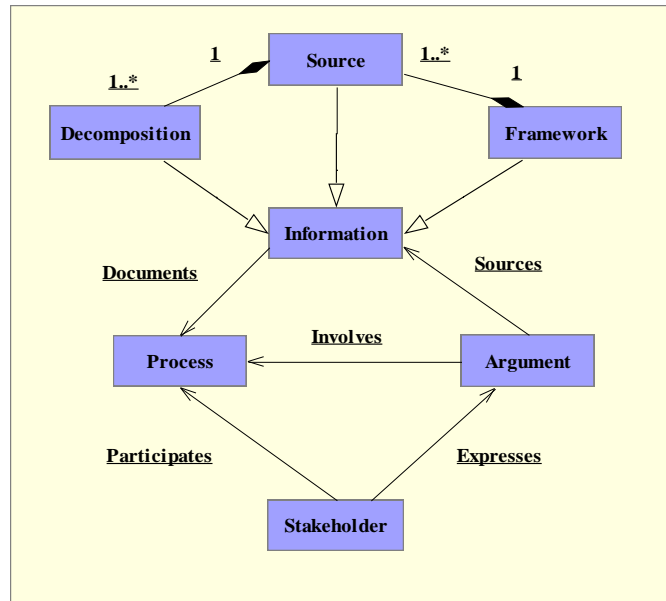 1
1..*
Source
1..*
1
Decomposition
Framework
Information
Documents
Sources
Involves
Process
Argument
Participates
Expresses
Stakeholder